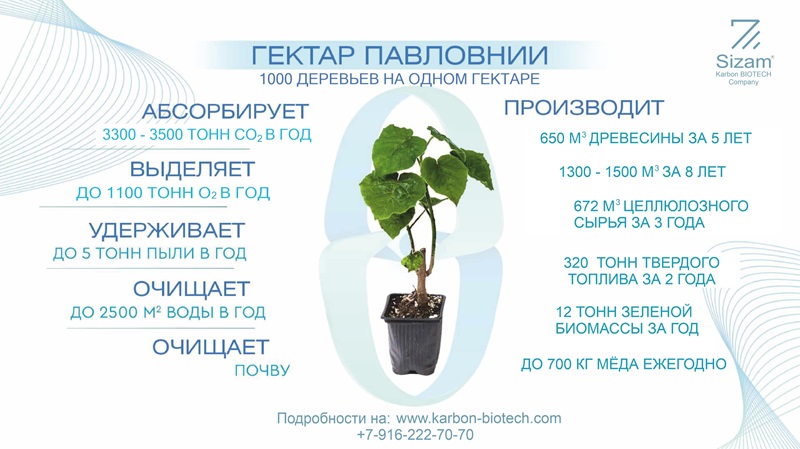 ГЕКТАР ПАВЛОВНИИ
1000 ДЕРЕВЬЕВ НА ОДНОМ ГЕКТАРЕ
Sizam®
Karbon BIOTECH
Company
АБСОРБИРУЕТ
3300 - 3500 ТОНН CO₂ В ГОД
ВЫДЕЛЯЕТ
ДО 1100 ТОНН O₂ В ГОД
УДЕРЖИВАЕТ
ДО 5 ТОНН ПЫЛИ В ГОД
ОЧИЩАЕТ
ДО 2500 М² ВОДЫ В ГОД
ОЧИЩАЕТ
ПОЧВУ
ПРОИЗВОДИТ
650 М³ ДРЕВЕСИНЫ ЗА 5 ЛЕТ
1300 - 1500 М³ ЗА 8 ЛЕТ
672 М³ ЦЕЛЛЮЛОЗНОГО
СЫРЬЯ ЗА 3 ГОДА
320 ТОНН ТВЕРДОГО
ТОПЛИВА ЗА 2 ГОДА
12 ТОНН ЗЕЛЕНОЙ
БИОМАССЫ ЗА ГОД
ДО 700 КГ МЁДА ЕЖЕГОДНО
Подробности на: www.karbon-biotech.com
+7-916-222-70-70